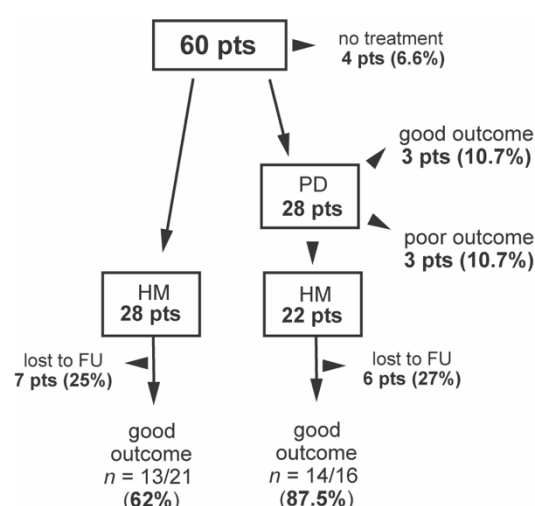 60 pts
no treatment
4 pts (6.6%)
good outcome
3 pts (10.7%)
PD
28 pts
poor outcome
3 pts (10.7%)
HM
28 pts
HM
22 pts
lost to FU
7 pts (25%)
lost to FU
6 pts (27%)
good
outcome
n = 13/21
(62%)
good
outcome
n = 14/16
(87.5%)